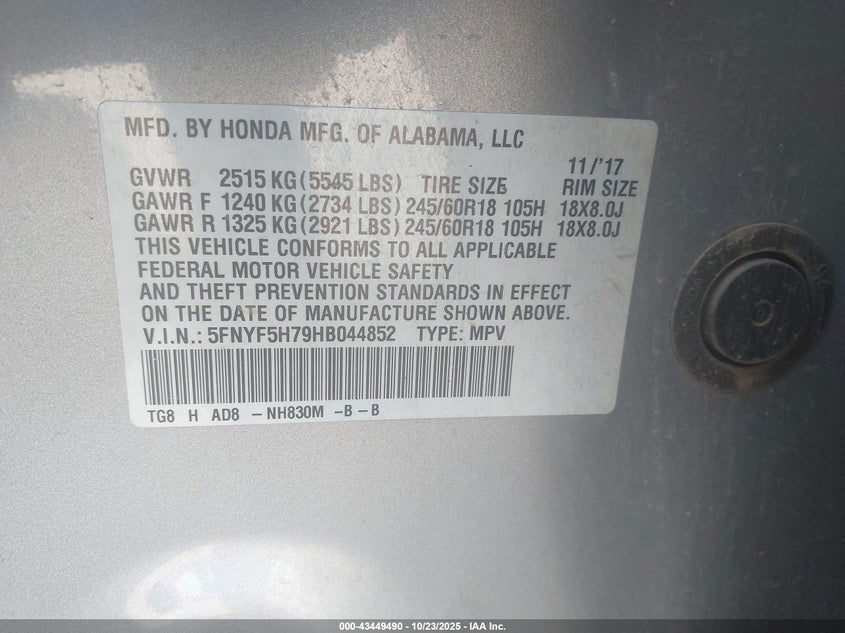 MFD. BY HONDA MFG. OF ALABAMA, LLC
11/'17
GVWR 2515 KG(5545 LBS) TIRE SIZE RIM SIZE
GAWR F 1240 KG(2734 LBS) 245/60R18 105H 18X8.0J
GAWR R 1325 KG(2921 LBS) 245/60R18 105H 18X8.0J
THIS VEHICLE CONFORMS TO ALL APPLICABLE
FEDERAL MOTOR VEHICLE SAFETY
AND THEFT PREVENTION STANDARDS IN EFFECT
ON THE DATE OF MANUFACTURE SHOWN ABOVE.
V.I.N.: 5FNYF5H79HB044852 TYPE: MPV
TG8 H AD8 -NH830M -B-B
000-43449490 - 10/23/2025 - IAA Inc.